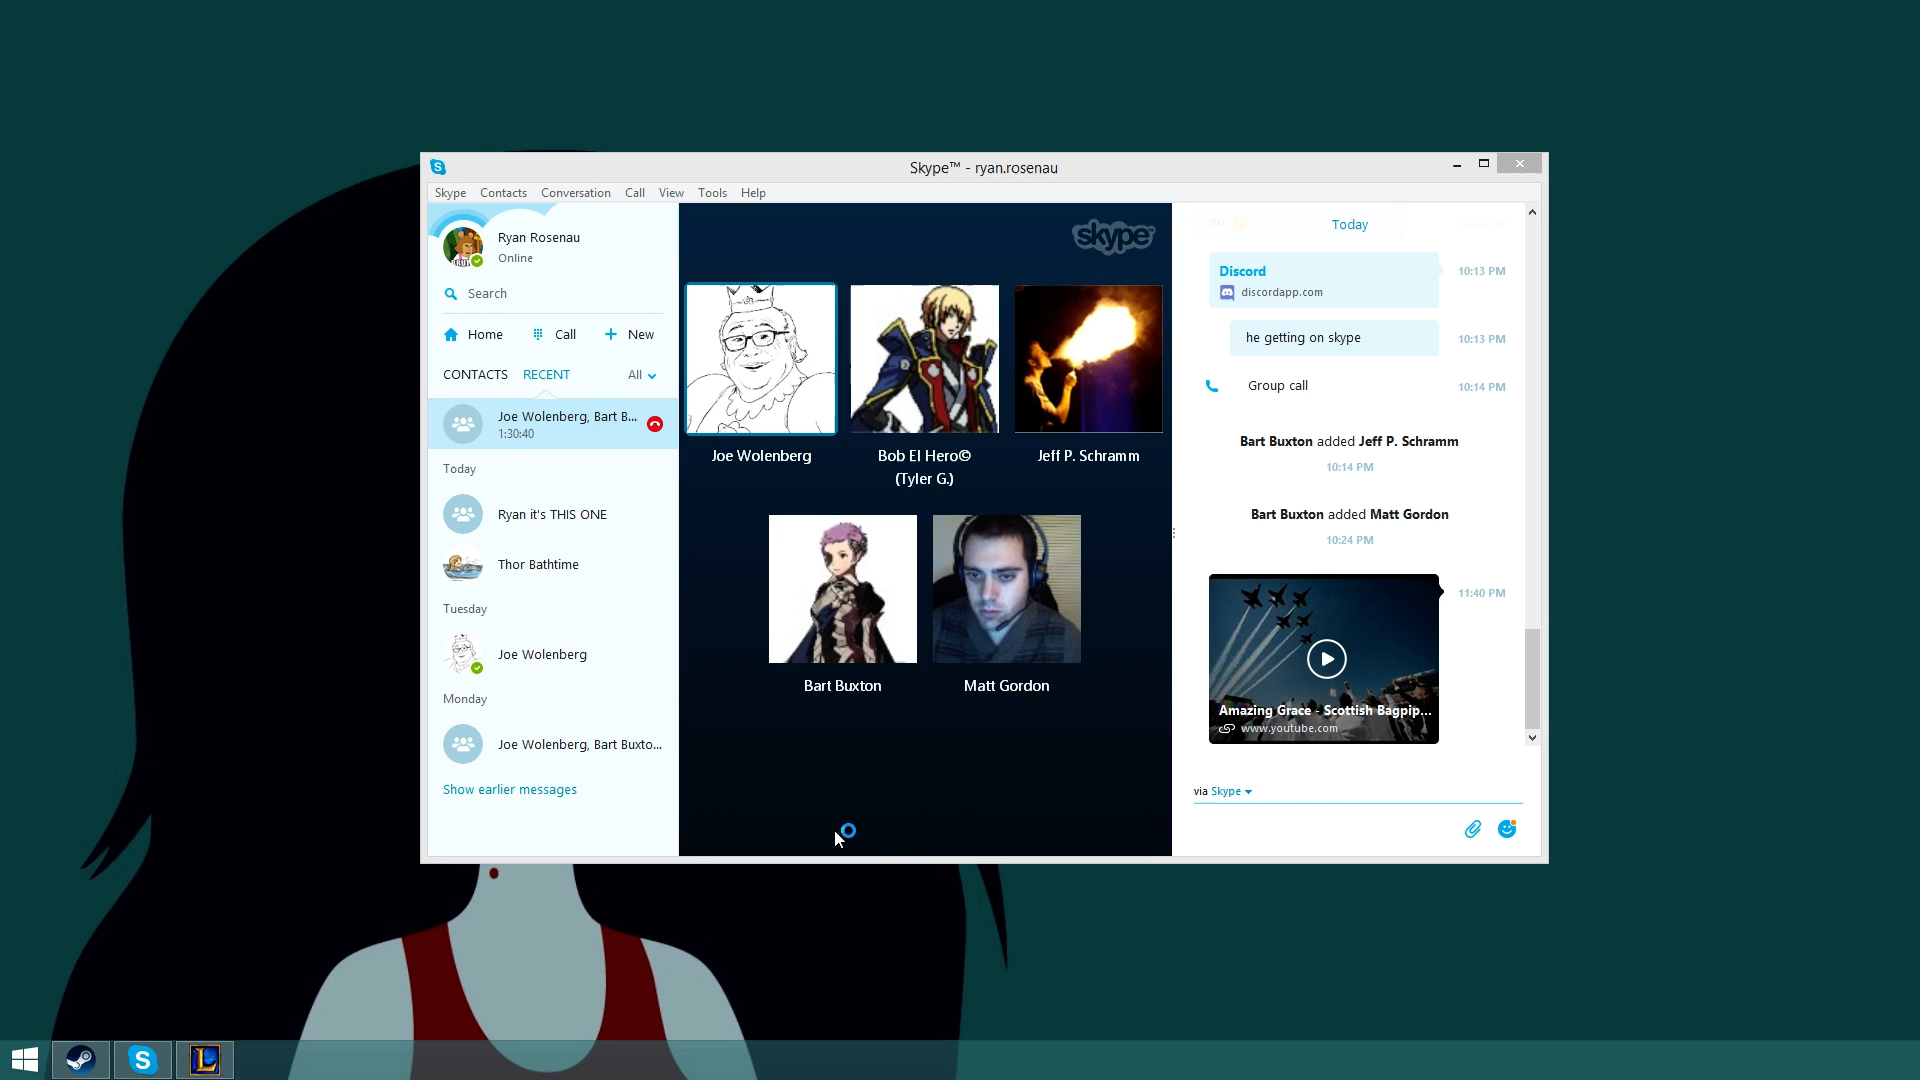 Skype™ - ryan.rosenau
Skype Contacts Conversation Call View Tools Help
Ryan Rosenau
Online
Search
Home Call New
CONTACTS RECENT All
Joe Wolenberg, Bart B...
1:30:40
Today
Ryan it's THIS ONE
Thor Bathtime
Tuesday
Joe Wolenberg
Monday
Joe Wolenberg, Bart Buxto...
Show earlier messages
skype™
Joe Wolenberg
Bob El Hero©
(Tyler G.)
Jeff P. Schramm
Bart Buxton
Matt Gordon
no
Today
Discord 10:13 PM
discordapp.com
he getting on skype 10:13 PM
Group call 10:14 PM
Bart Buxton added Jeff P. Schramm
10:14 PM
Bart Buxton added Matt Gordon
10:24 PM
11:40 PM
Amazing Grace - Scottish Bagpip...
www.youtube.com
via Skype